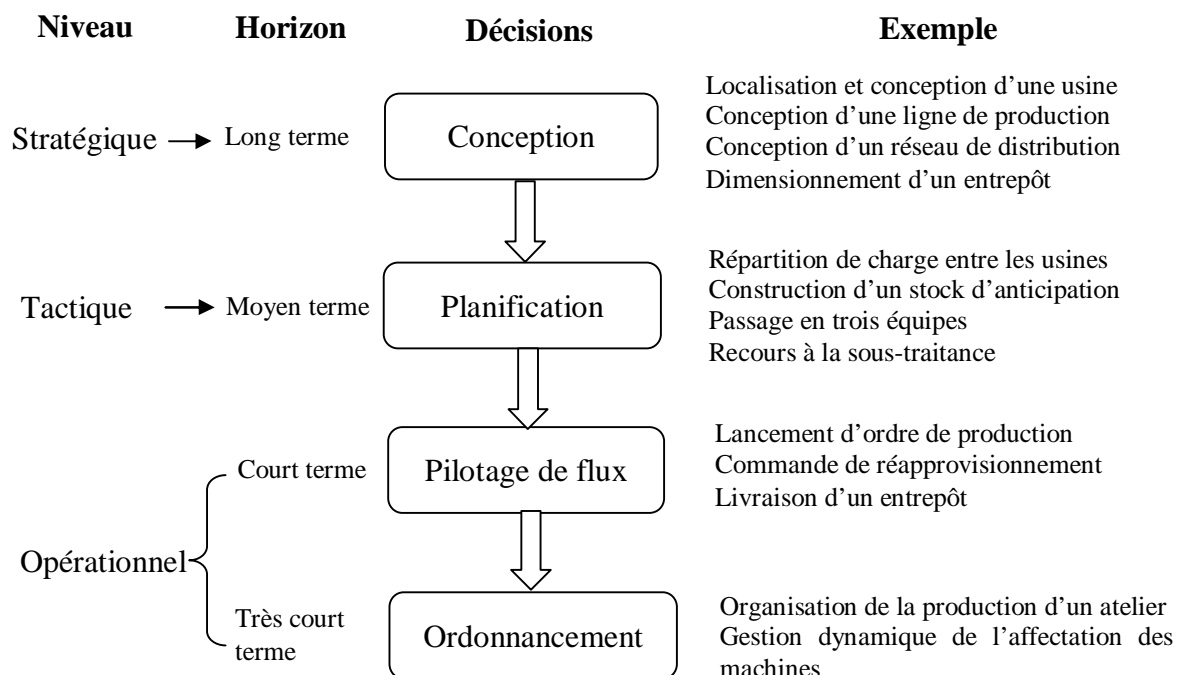 Niveau Horizon Décisions Exemple
Localisation et conception d'une usine
Conception d'une ligne de production
Conception d'un réseau de distribution
Dimensionnement d'un entrepôt
Stratégique Long terme Conception
Répartition de charge entre les usines
Construction d'un stock d'anticipation
Passage en trois équipes
Recours à la sous-traitance
Tactique Moyen terme Planification
Lancement d'ordre de production
Commande de réapprovisionnement
Livraison d'un entrepôt
Court terme Pilotage de flux
Opérationnel
Très court
terme
Ordonnancement
Organisation de la production d'un atelier
Gestion dynamique de l'affectation des
machines